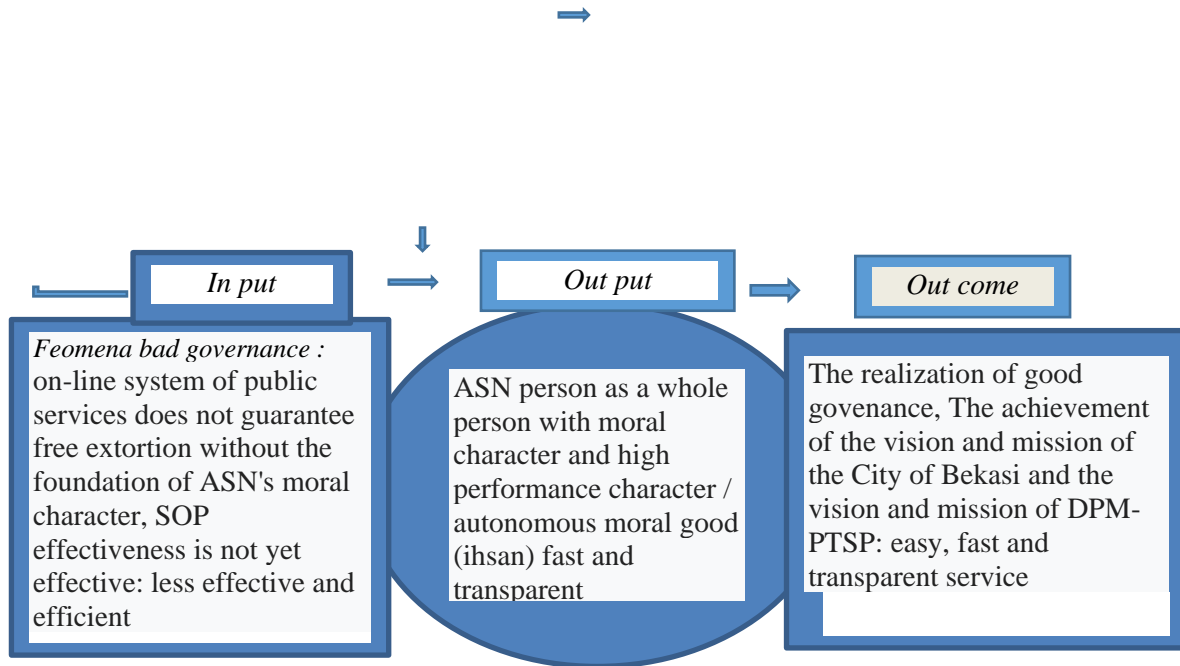 In put
Feomena bad governance :
on-line system of public
services does not guarantee
free extortion without the
foundation of ASN's moral
character, SOP
effectiveness is not yet
effective: less effective and
efficient
Out put
ASN person as a whole
person with moral
character and high
performance character /
autonomous moral good
(ihsan) fast and
transparent
Out come
The realization of good
govenance, The achievement
of the vision and mission of
the City of Bekasi and the
vision and mission of DPM-
PTSP: easy, fast and
transparent service